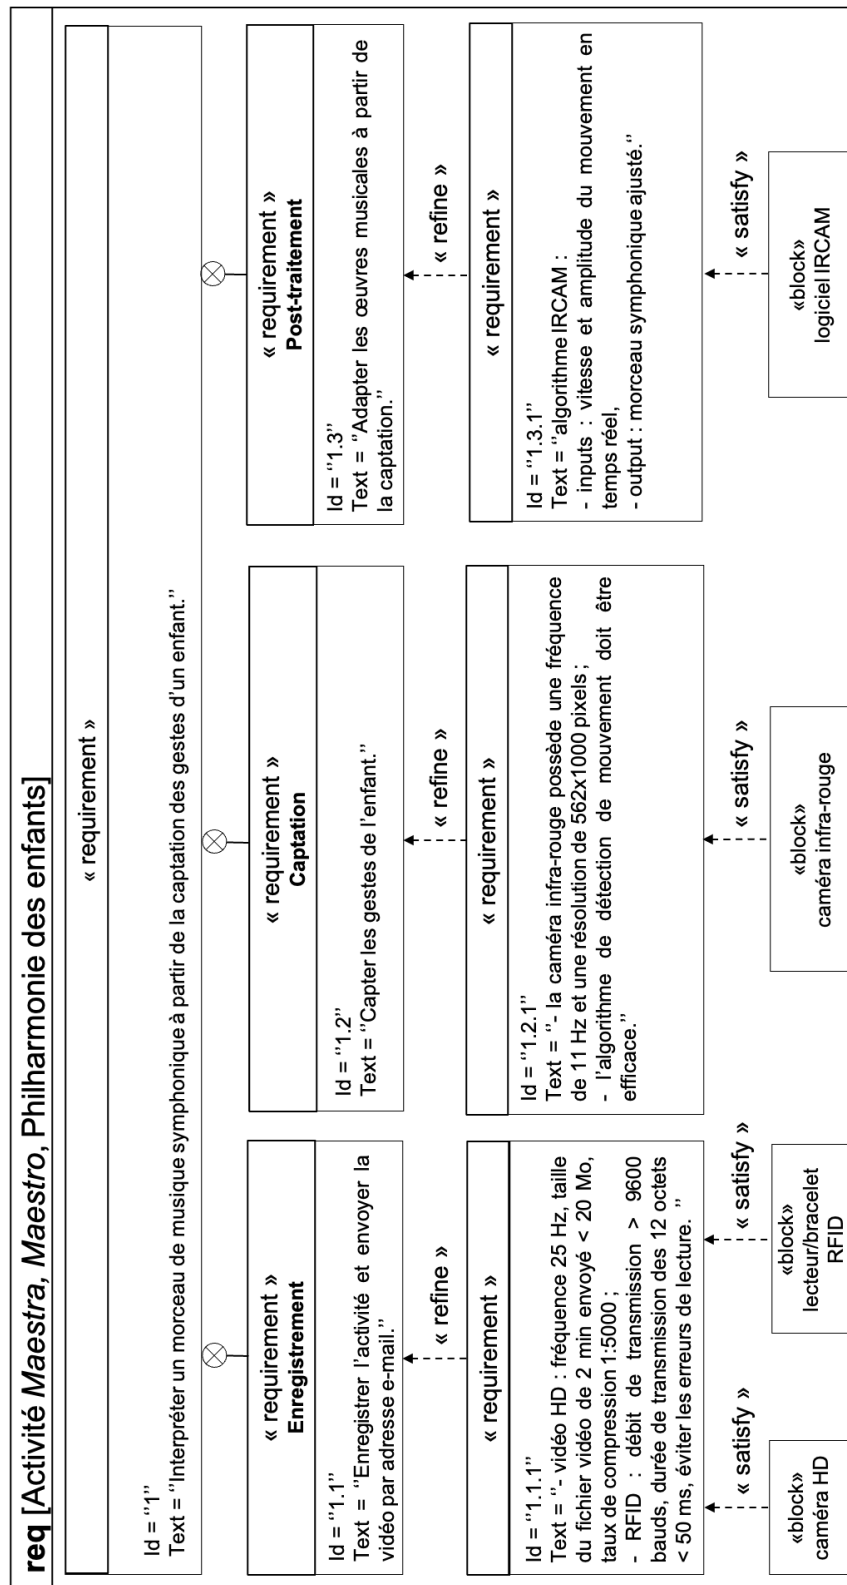 req [Activité Maestra, Maestro, Philharmonie des enfants]
« requirement »
Id = ‘‘1’’
Text = ‘‘Interpréter un morceau de musique symphonique à partir de la captation des gestes d’un enfant.’’
« requirement »
Enregistrement
Id = ‘‘1.1’’
Text = ‘‘Enregistrer l’activité et envoyer la
vidéo par adresse e-mail.’’
« refine »
« requirement »
Id = ‘‘1.1.1’’
Text = ‘‘- vidéo HD : fréquence 25 Hz, taille
du fichier vidéo de 2 min envoyé < 20 Mo,
taux de compression 1:5000 ;
- RFID : débit de transmission > 9600
bauds, durée de transmission des 12 octets
< 50 ms, éviter les erreurs de lecture. ’’
« satisfy »
« satisfy »
«block»
caméra HD
«block»
lecteur/bracelet
RFID
« requirement »
Captation
Id = ‘‘1.2’’
Text = ‘‘Capter les gestes de l’enfant.’’
« refine »
« requirement »
Id = ‘‘1.2.1’’
Text = ‘‘- la caméra infra-rouge possède une fréquence
de 11 Hz et une résolution de 562x1000 pixels ;
- l’algorithme de détection de mouvement doit être
efficace.’’
« satisfy »
«block»
caméra infra-rouge
« requirement »
Post-traitement
Id = ‘‘1.3’’
Text = ‘‘Adapter les œuvres musicales à partir de
la captation.’’
« refine »
« requirement »
Id = ‘‘1.3.1’’
Text = ‘‘algorithme IRCAM :
- inputs : vitesse et amplitude du mouvement en
temps réel,
- output : morceau symphonique ajusté.’’
« satisfy »
«block»
logiciel IRCAM